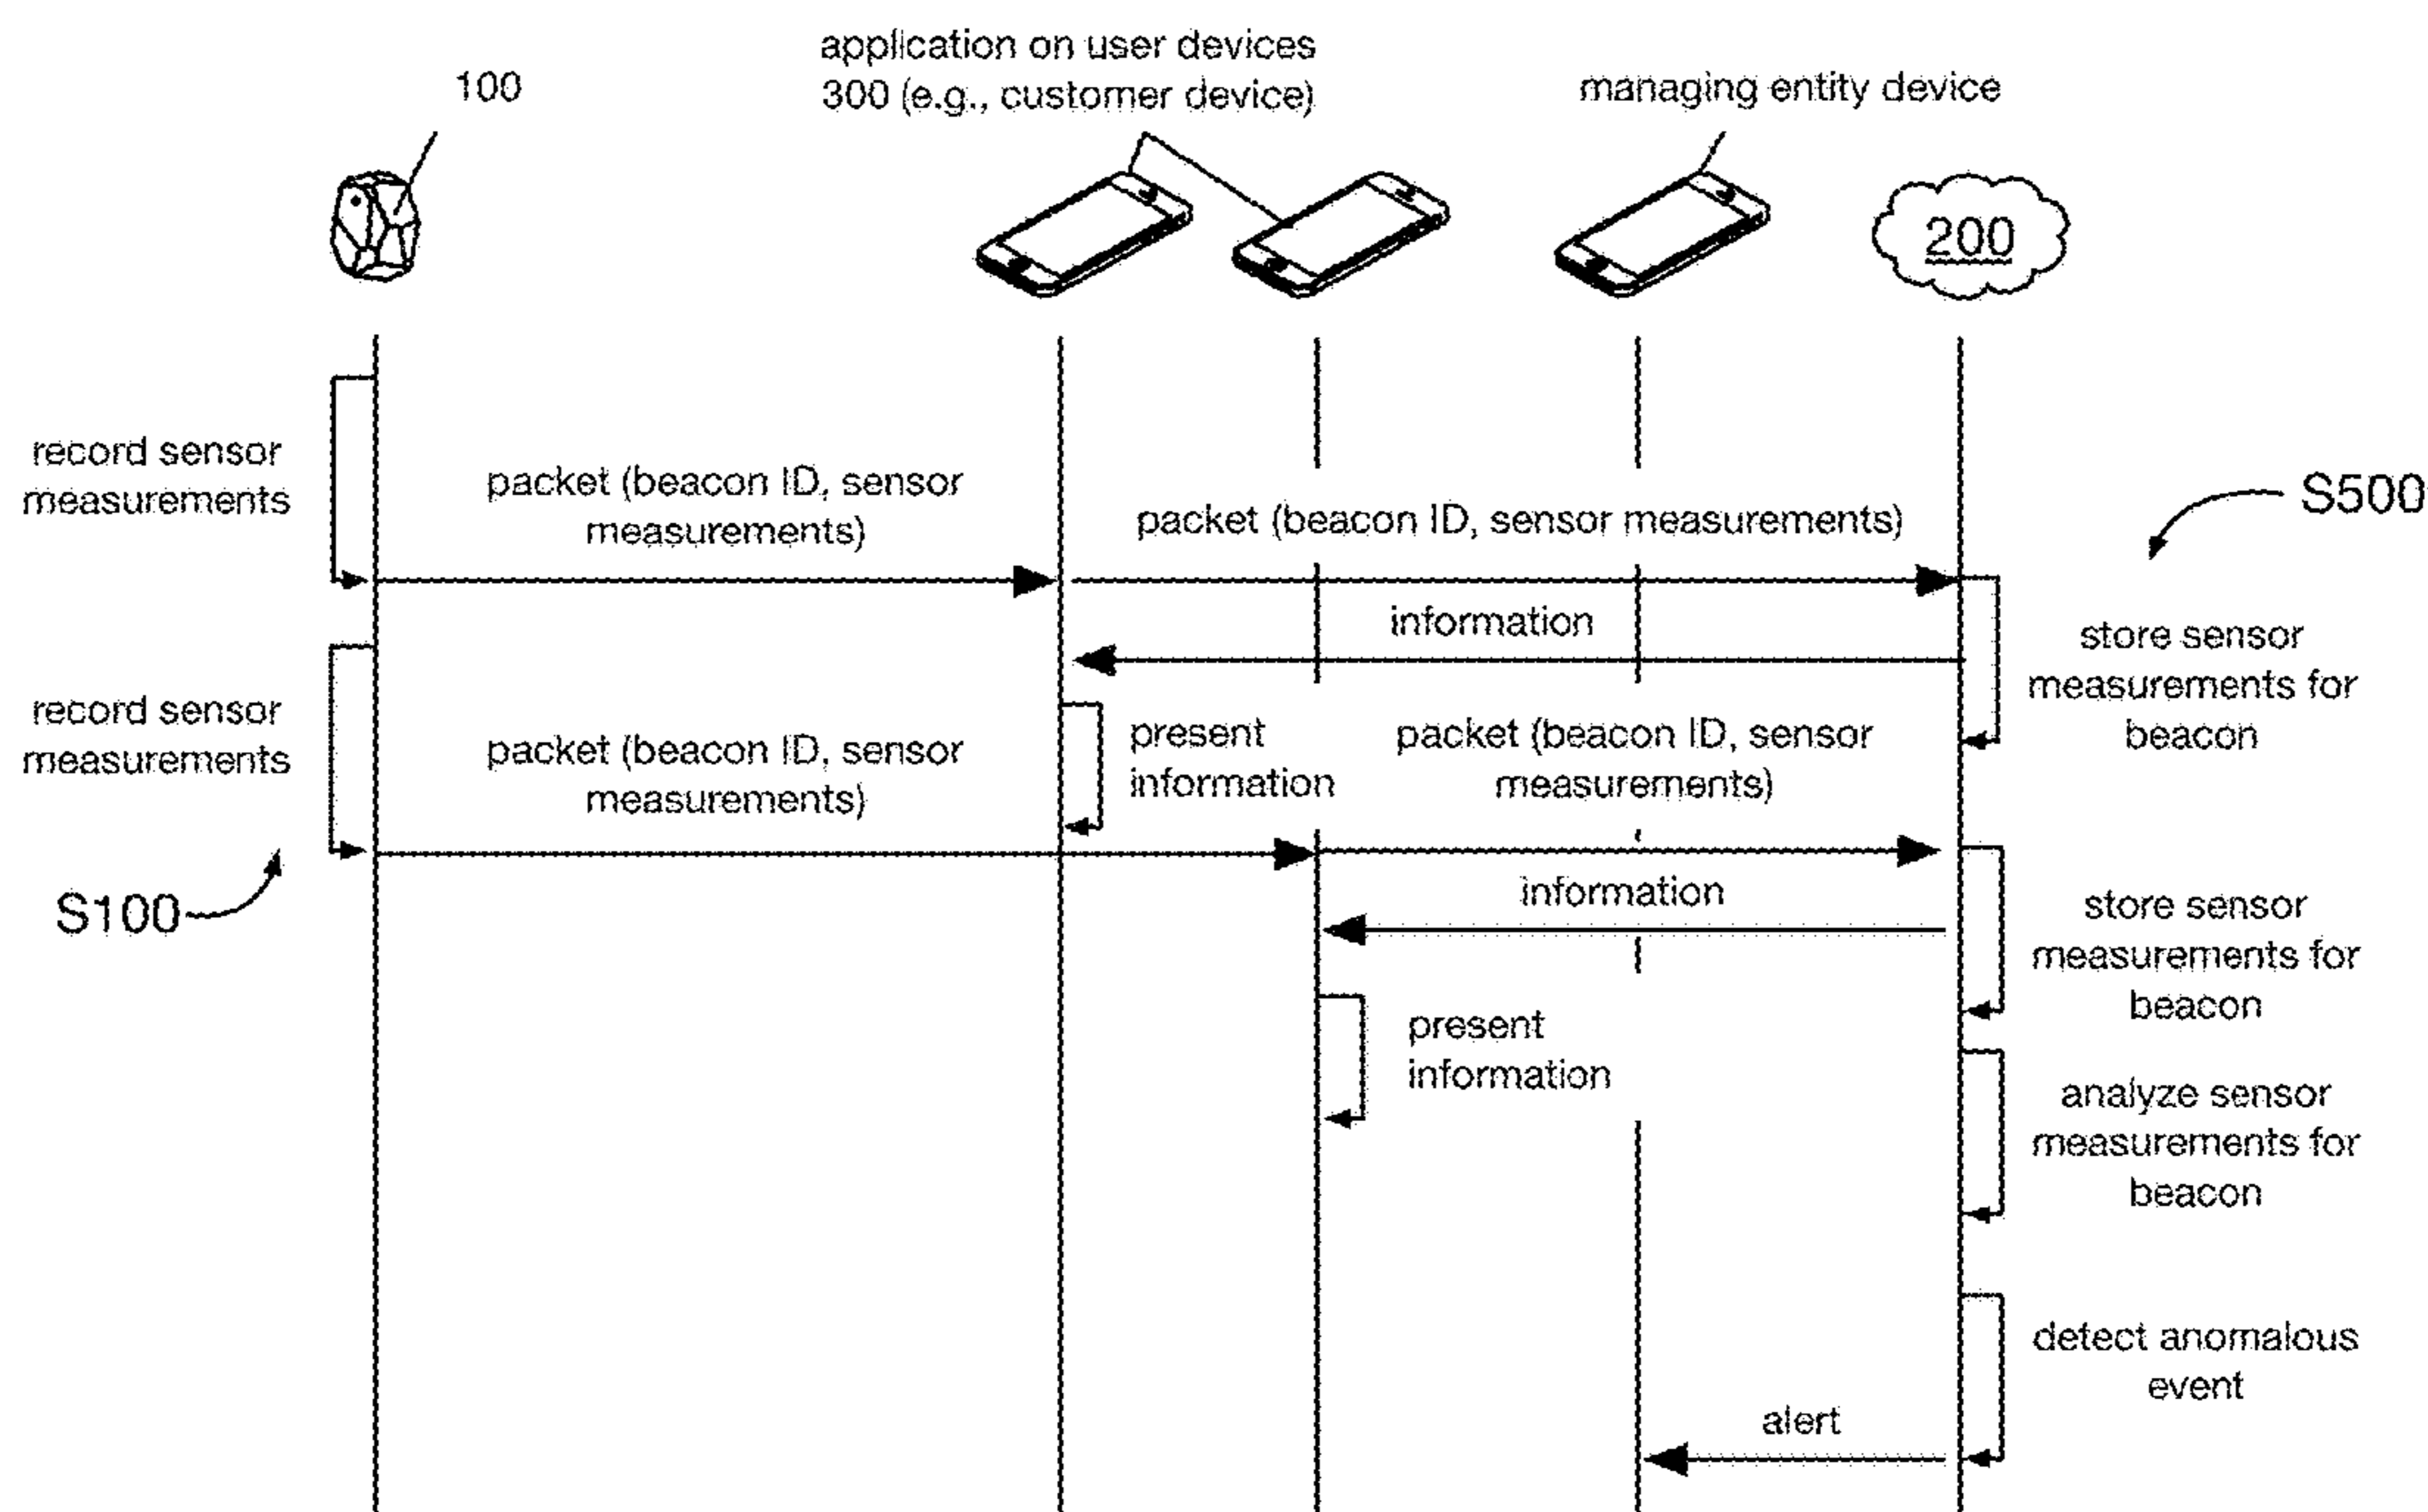 application on user devices
300 (e.g., customer device)
100
managing entity device
200
record sensor
measurements
packet (beacon ID, sensor
measurements)
packet (beacon ID, sensor measurements)
S500
information
store sensor
measurements for
beacon
record sensor
measurements
packet (beacon ID, sensor
measurements)
present
information
packet (beacon ID, sensor
measurements)
S100
information
store sensor
measurements for
beacon
present
information
analyze sensor
measurements for
beacon
detect anomalous
event
alert